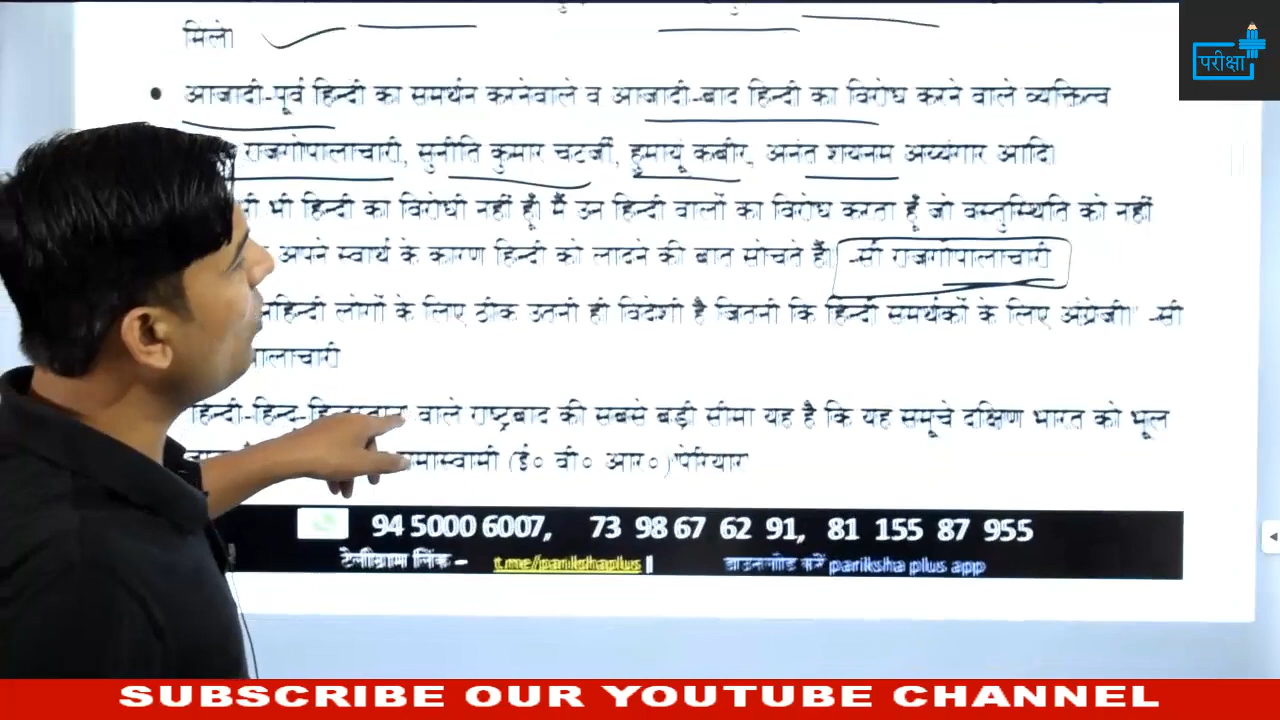 मिले।
परीक्षा
आजादी-पूर्व हिन्दी का समर्थन करनेवाले व आजादी-बाद हिन्दी का विरोध करने वाले व्यक्तित्व
राजगोपालाचारी, सुनीति कुमार चटर्जी, हुमायूं कबीर, अनंत शयनम अय्यंगार आदि।
भी हिन्दी का विरोधी नहीं हूँ। मैं उन हिन्दी वालों का विरोध करता हूँ जो वस्तुस्थिति को नहीं
अपने स्वार्थ के कारण हिन्दी को लादने की बात सोचते हैं। -सी राजगोपालाचारी
लोगों के लिए ठीक उतनी ही विदेशी है जितनी कि हिन्दी समर्थकों के लिए अंग्रेजी।' -सी
हिन्दी-हिन्द-हिन्दुस्तान वाले राष्ट्रबाद की सबसे बड़ी सीमा यह है कि यह समूचे दक्षिण भारत को भूल
(ई० वी० आर०)'पेरियार
94 5000 6007, 73 98 67 62 91, 81 155 87 955
टेलीग्राम लिंक - t.me/parikshaplus || डाउनलोड करें pariksha plus app
SUBSCRIBE OUR YOUTUBE CHANNEL